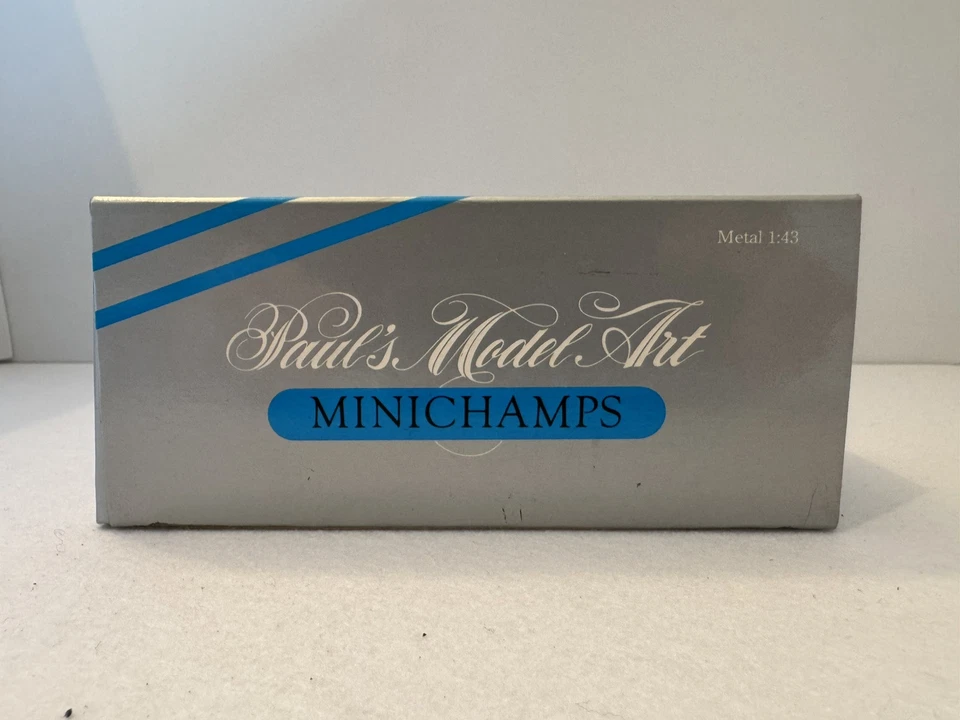 Metal 1:43
Paul's Model Art
MINICHAMPS